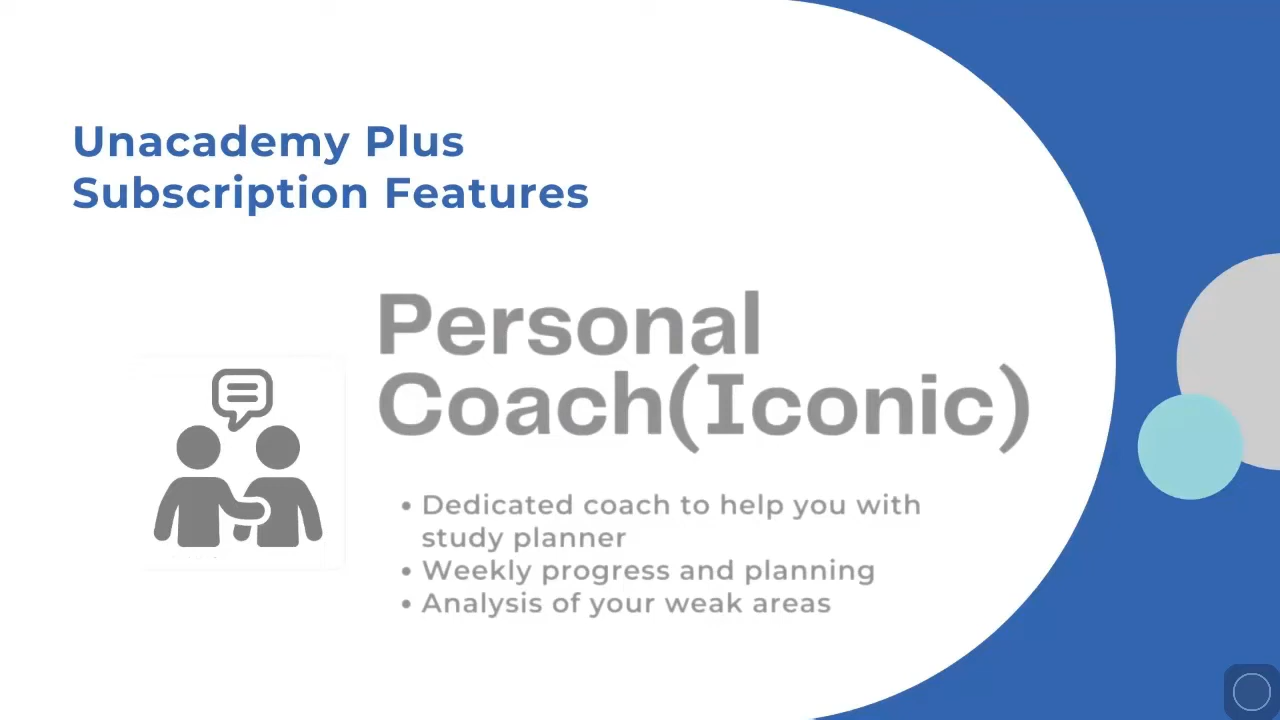 Unacademy Plus
Subscription Features
Personal
Coach(Iconic)
• Dedicated coach to help you with
study planner
• Weekly progress and planning
• Analysis of your weak areas